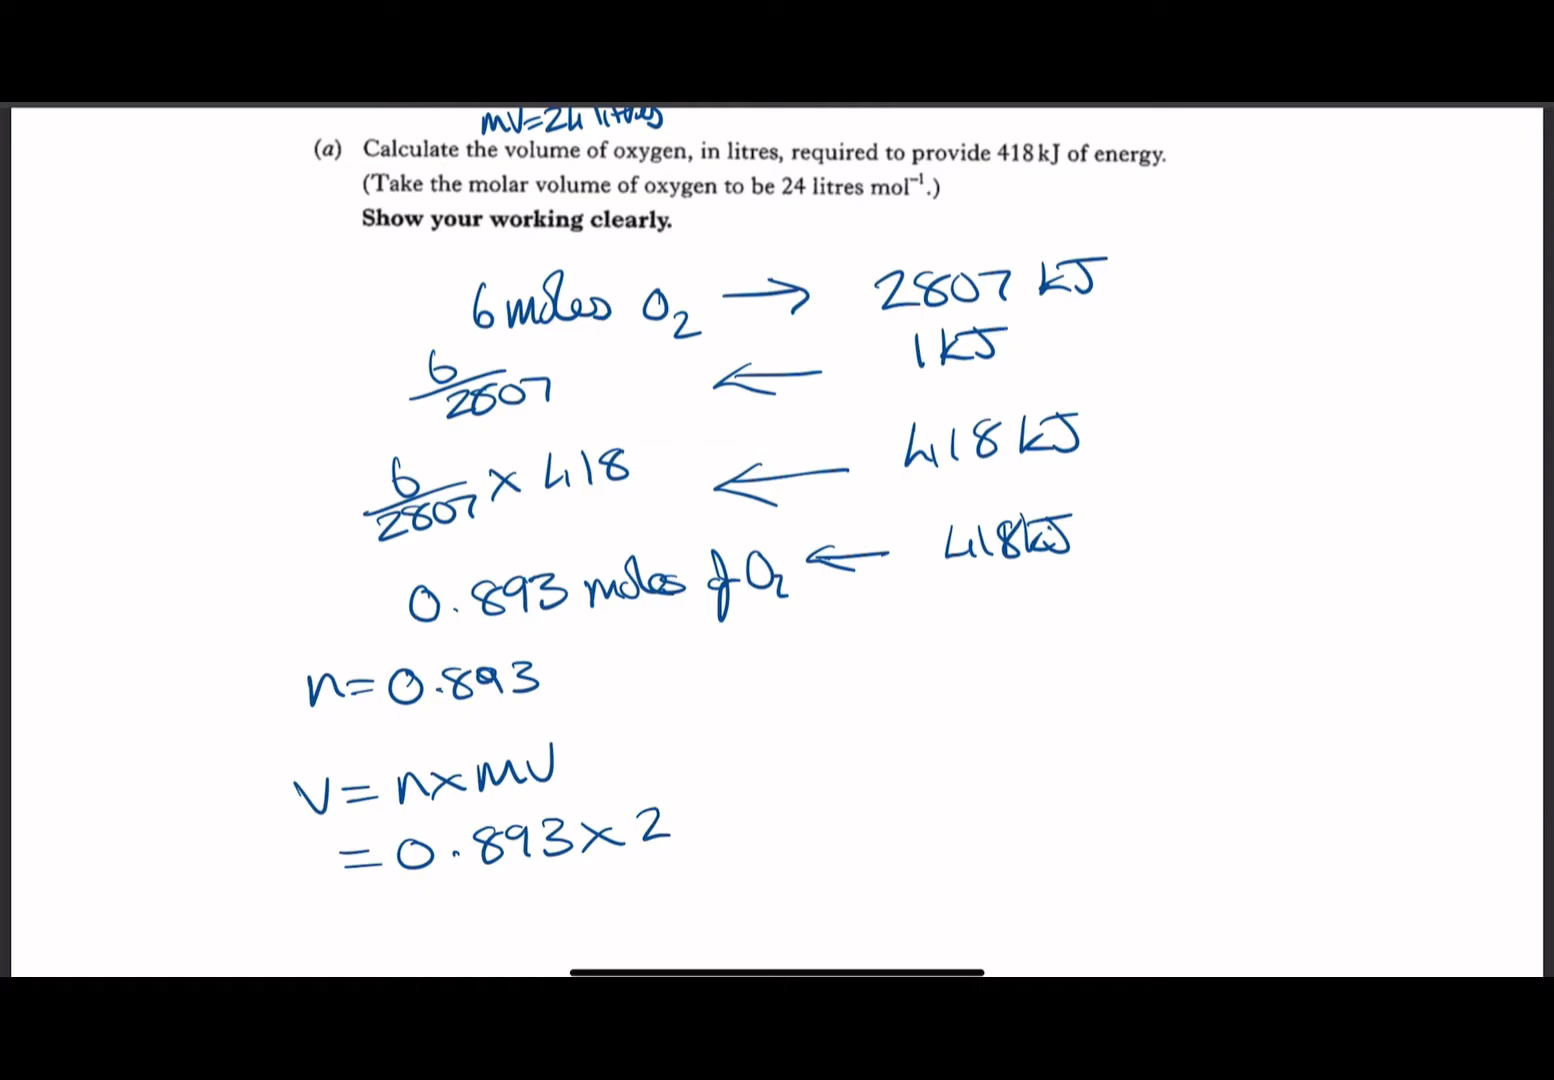 MV=24 litres
(a) Calculate the volume of oxygen, in litres, required to provide 418 kJ of energy.
(Take the molar volume of oxygen to be 24 litres mol⁻¹.)
Show your working clearly.
6 moles O₂ → 2807 kJ
6/2807 ← 1 kJ
6/2807 × 418 ← 418 kJ
0.893 moles of O₂ ← 418 kJ
n = 0.893
V = n × MV
= 0.893 × 2